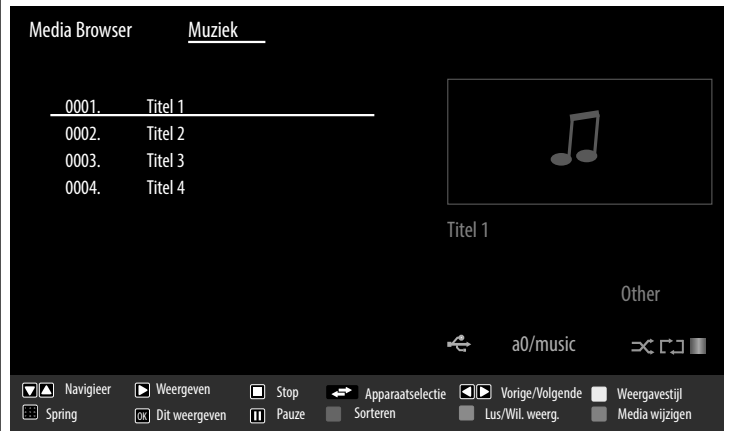 Media Browser Muziek
0001. Titel 1
0002. Titel 2
0003. Titel 3
0004. Titel 4
Titel 1
Other
a0/music
Navigieer Weergeven Stop Apparaatselectie Vorige/Volgende Weergavestijl
Spring OK Dit weergeven Pauze Sorteren Lus/Wil. weerg. Media wijzigen